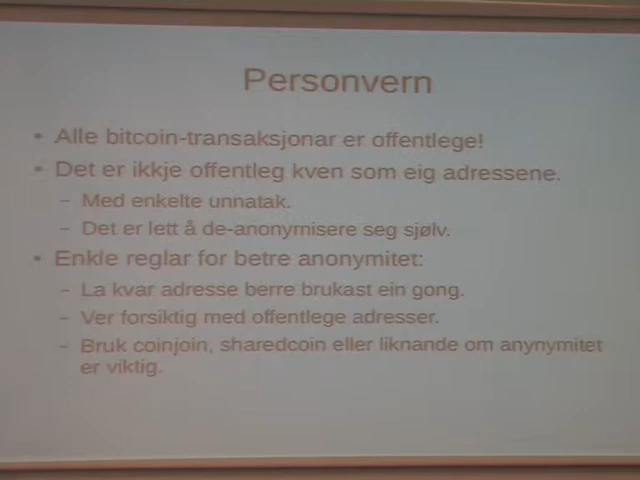 Personvern
• Alle bitcoin-transaksjonar er offentlege!
• Det er ikkje offentleg kven som eig adressene.
– Med enkelte unnatak.
– Det er lett å de-anonymisere seg sjølv.
• Enkle reglar for betre anonymitet:
– La kvar adresse berre brukast ein gong.
– Ver forsiktig med offentlege adresser.
– Bruk coinjoin, sharedcoin eller liknande om anynymitet
er viktig.